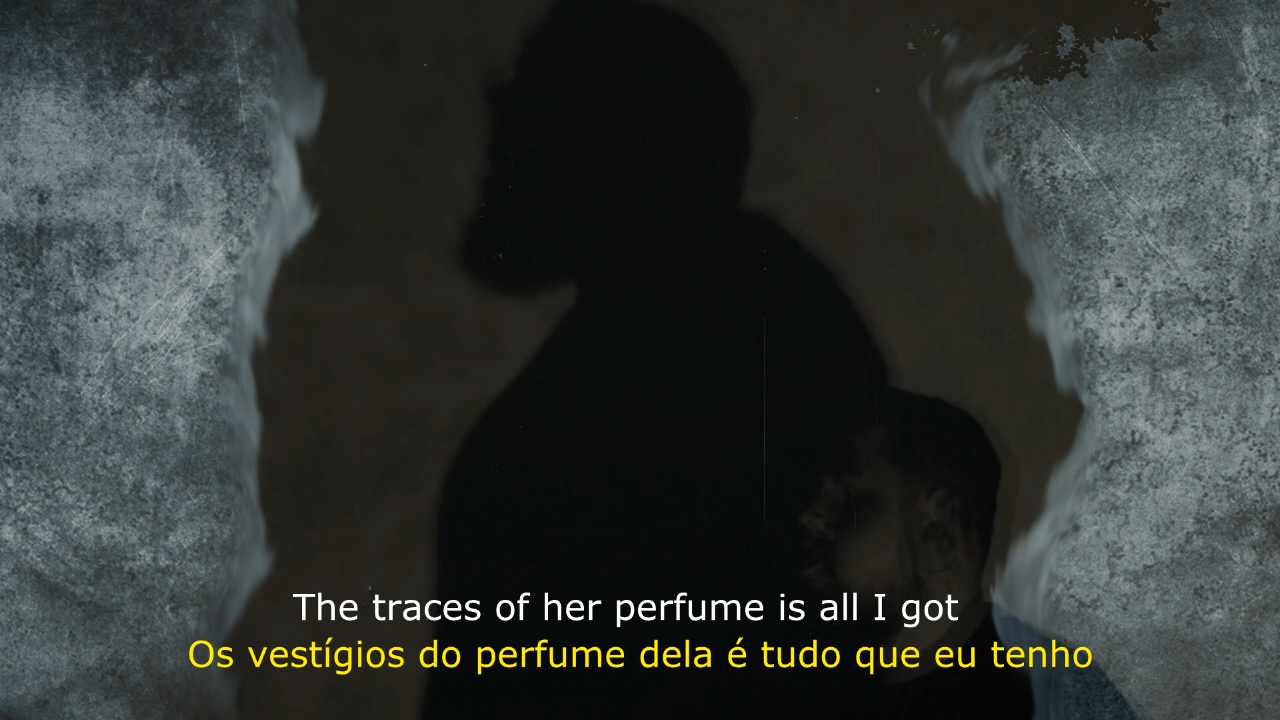 The traces of her perfume is all I got
Os vestígios do perfume dela é tudo que eu tenho